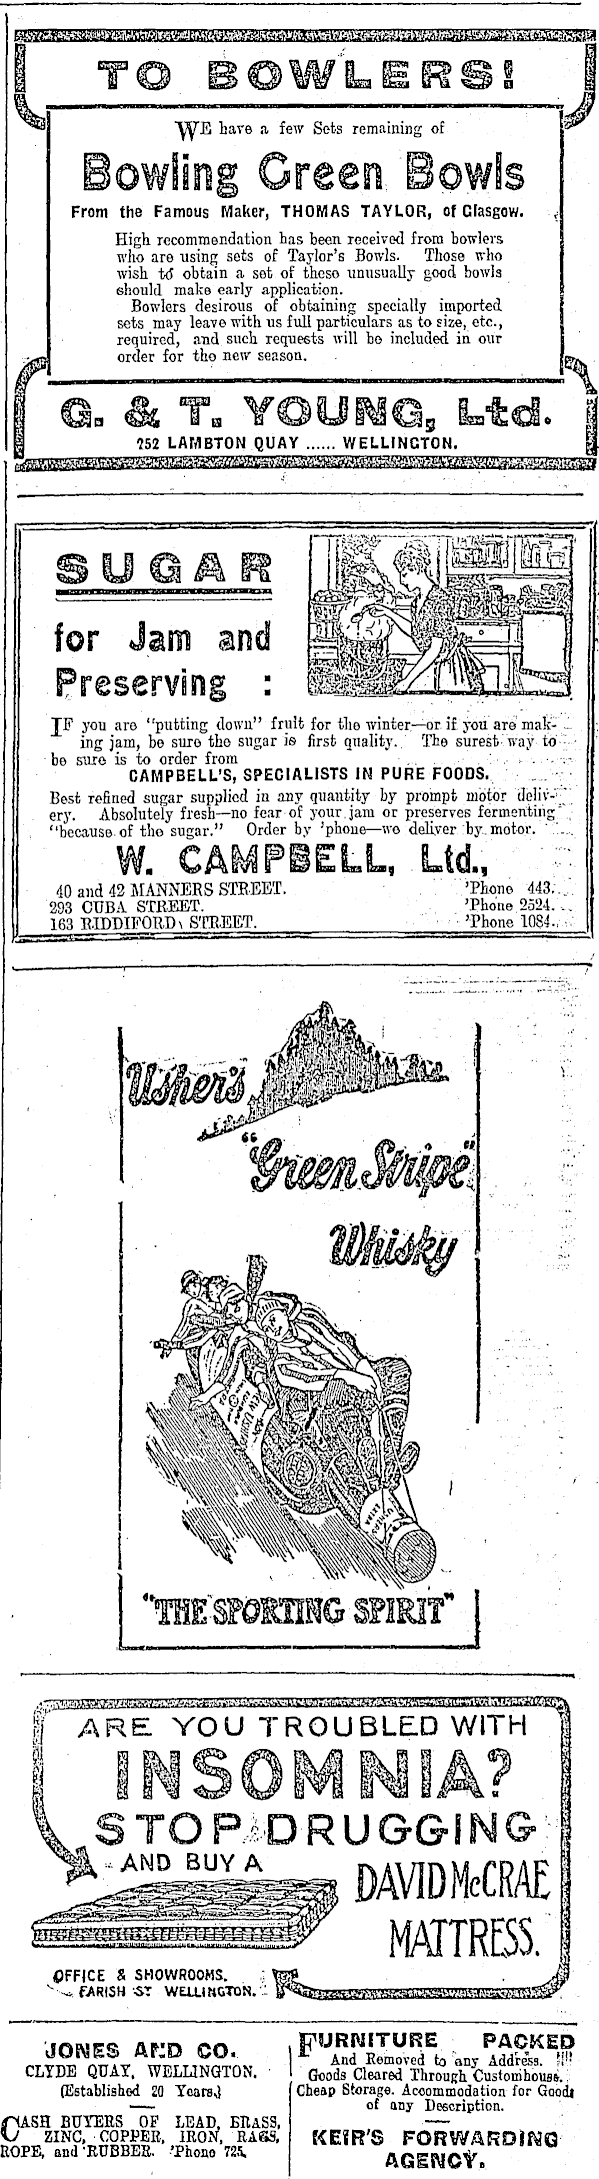 TO BOWLERS!
WE have a few Sets remaining of
Bowling Green Bowls
From the Famous Maker, THOMAS TAYLOR, of Glasgow.
High recommendation has been received from bowlers
who are using sets of Taylor's Bowls. Those who
wish to obtain a set of these unusually good bowls
should make early application.
Bowlers desirous of obtaining specially imported
sets may leave with us full particulars as to size, etc.,
required, and such requests will be included in our
order for the new season.
G. & T. YOUNG, Ltd.
252 LAMBTON QUAY ...... WELLINGTON.
SUGAR
for Jam and
Preserving :
IF you are "putting down" fruit for the winter—or if you are mak-
ing jam, be sure the sugar is first quality. The surest way to
be sure is to order from
CAMPBELL'S, SPECIALISTS IN PURE FOODS.
Best refined sugar supplied in any quantity by prompt motor deliv-
ery. Absolutely fresh—no fear of your jam or preserves fermenting
"because of the sugar." Order by 'phone—we deliver by motor.
W. CAMPBELL, Ltd.,
40 and 42 MANNERS STREET. 'Phone 443.
293 CUBA STREET. 'Phone 2524.
163 RIDDIFORD STREET. 'Phone 1084.
Usher's
"Green Stripe"
Whisky
"THE SPORTING SPIRIT"
ARE YOU TROUBLED WITH
INSOMNIA?
STOP DRUGGING
AND BUY A
DAVID McCRAE
MATTRESS.
OFFICE & SHOWROOMS.
FARISH ST WELLINGTON.
JONES AND CO.
CLYDE QUAY, WELLINGTON.
(Established 20 Years.)
CASH BUYERS OF LEAD, BRASS,
ZINC, COPPER, IRON, RAGS,
ROPE, and RUBBER. 'Phone 725.
FURNITURE PACKED
And Removed to any Address.
Goods Cleared Through Customhouse.
Cheap Storage. Accommodation for Goods
of any Description.
KEIR'S FORWARDING
AGENCY.